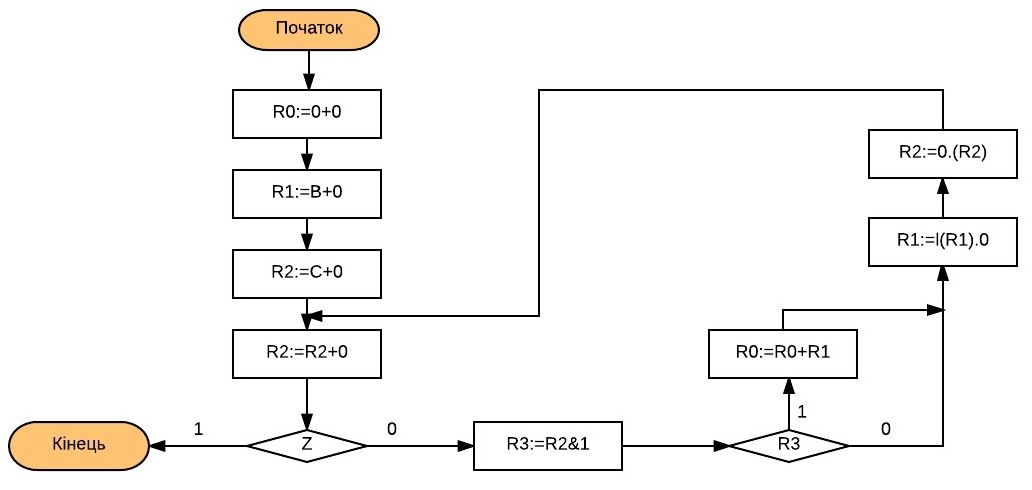 Початок
R0:=0+0
R1:=B+0
R2:=C+0
R2:=R2+0
Z
1
Кінець
0
R3:=R2&1
R3
1
R0:=R0+R1
0
R1:=l(R1).0
R2:=0.(R2)